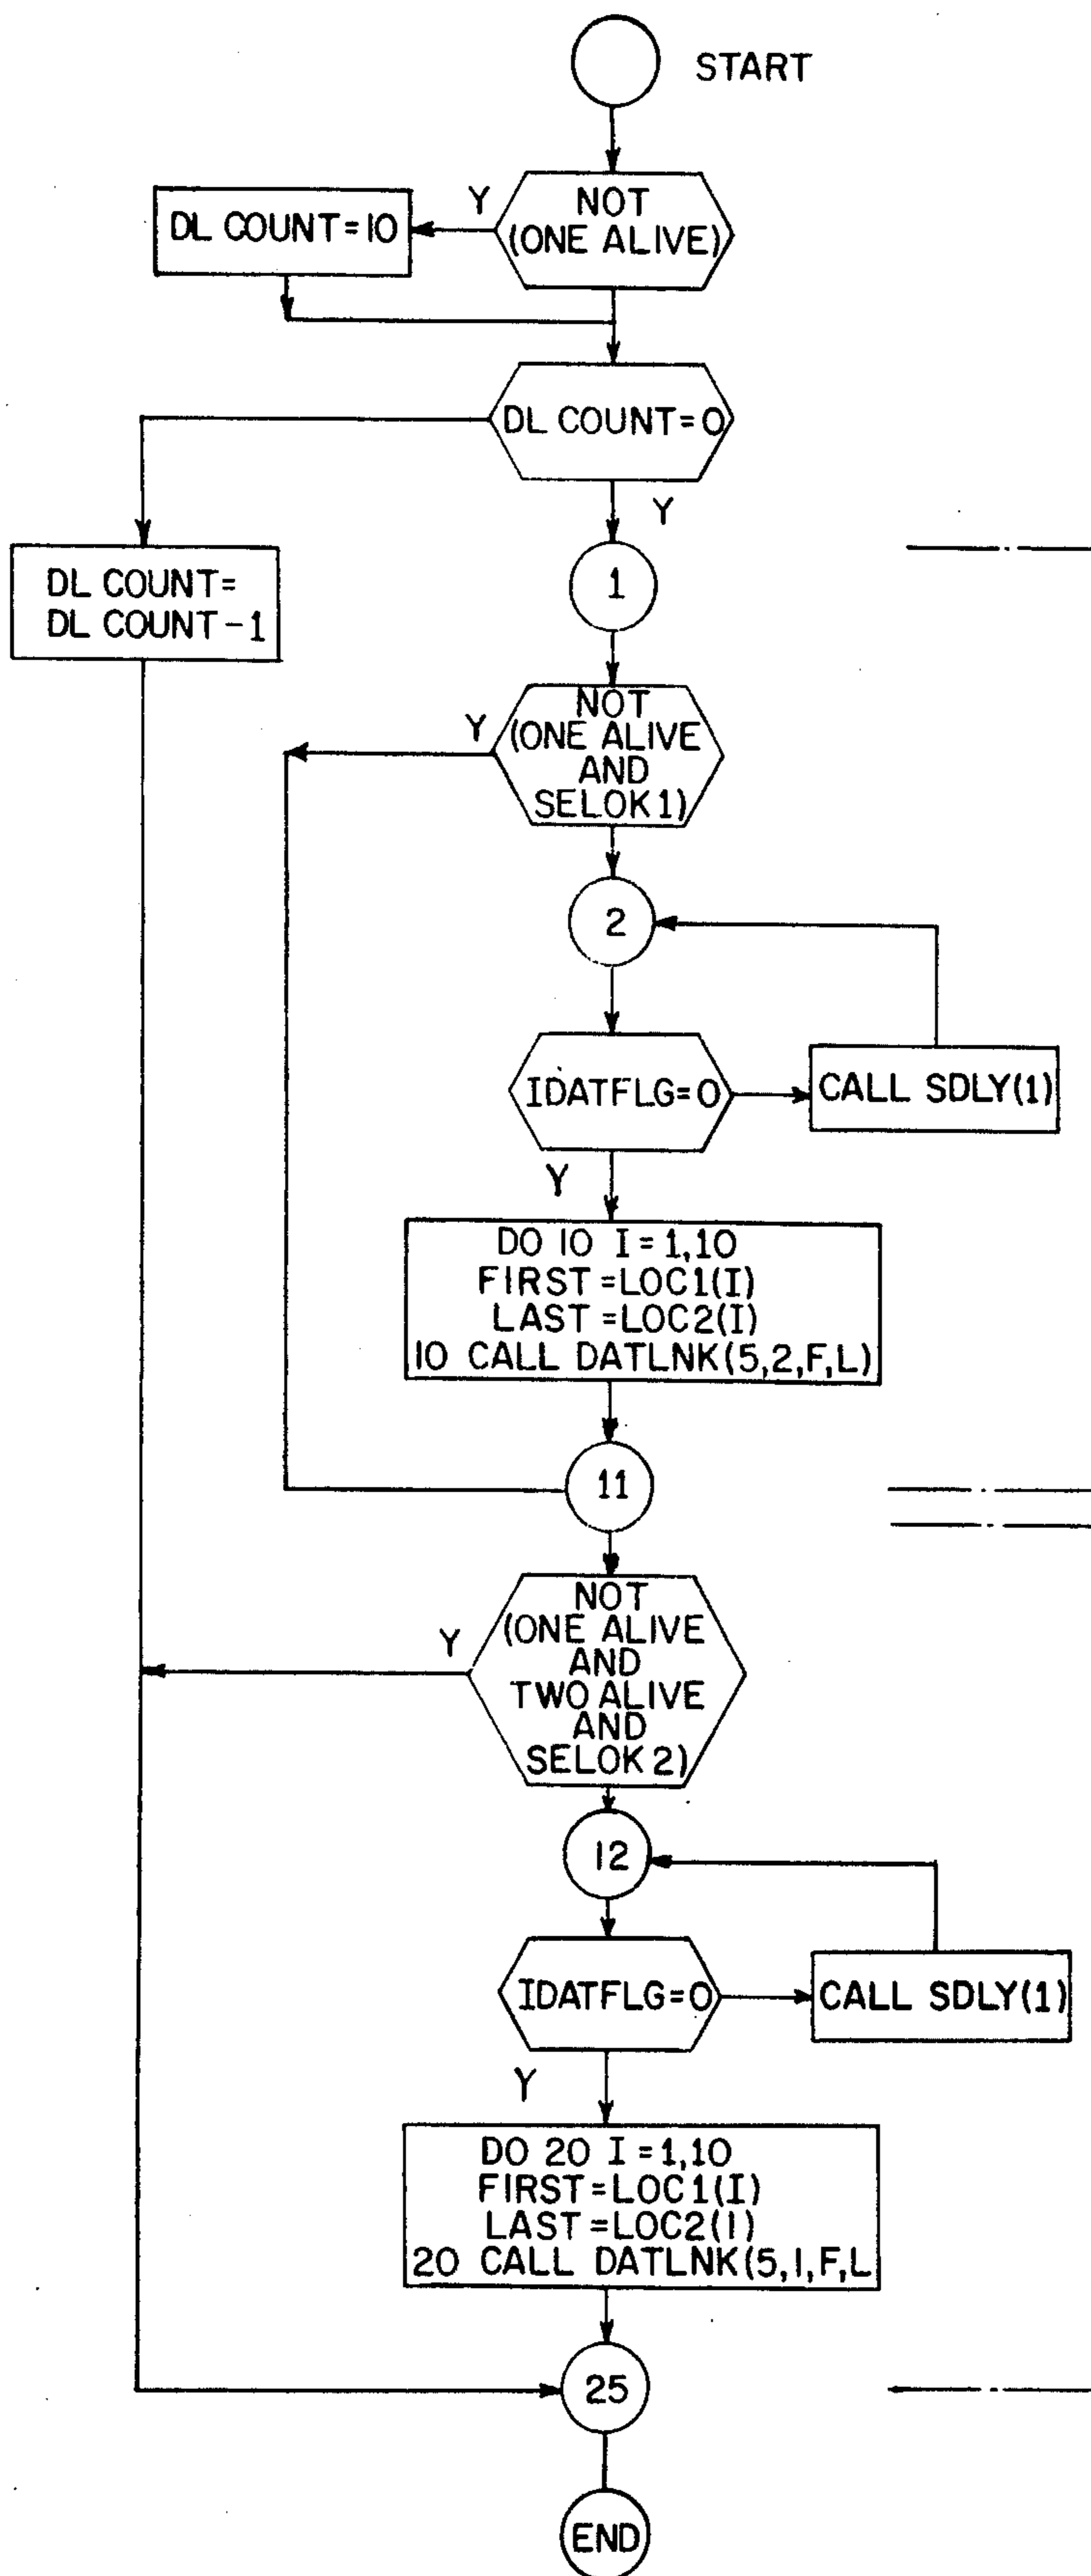 START
NOT
(ONE ALIVE)
Y
DL COUNT=10
DL COUNT=0
Y
DL COUNT=
DL COUNT-1
1
NOT
(ONE ALIVE
AND
SELOK1)
Y
2
IDATFLG=0
CALL SDLY(1)
Y
DO 10 I=1,10
FIRST=LOC1(I)
LAST=LOC2(I)
10 CALL DATLNK(5,2,F,L)
11
NOT
(ONE ALIVE
AND
TWO ALIVE
AND
SELOK2)
Y
12
IDATFLG=0
CALL SDLY(1)
Y
DO 20 I=1,10
FIRST=LOC1(I)
LAST=LOC2(I)
20 CALL DATLNK(5,1,F,L
25
END